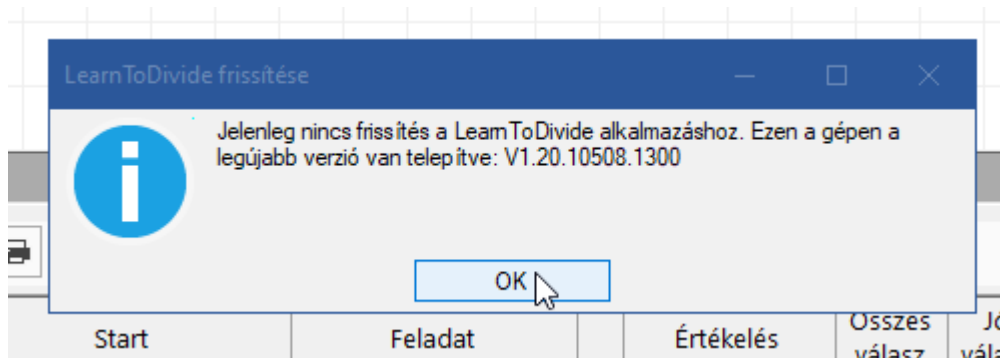 LearnToDivide frissítése
Jelenleg nincs frissítés a LearnToDivide alkalmazáshoz. Ezen a gépen a
legújabb verzió van telepítve: V1.20.10508.1300
OK
Start Feladat Értékelés Összes
válasz